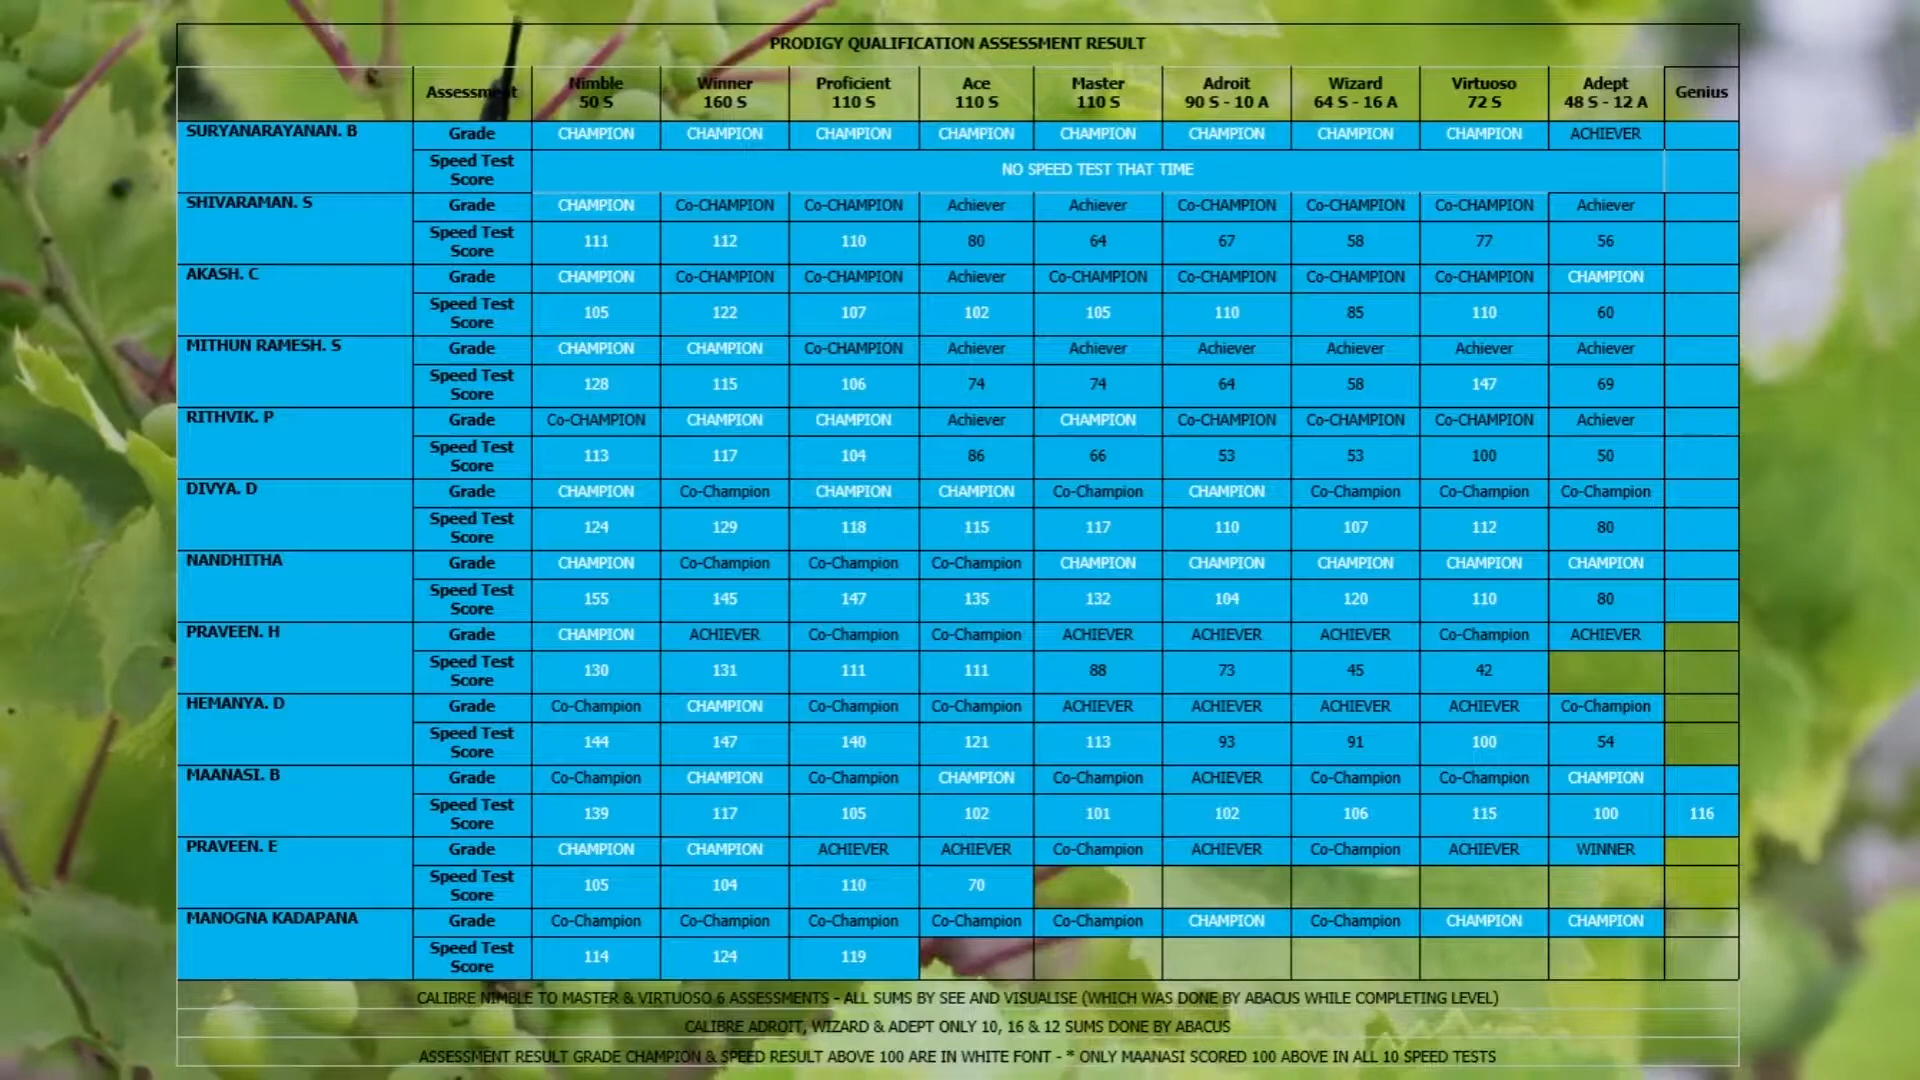 PRODIGY QUALIFICATION ASSESSMENT RESULT
Assessment Nimble 50 S Winner 160 S Proficient 110 S Ace 110 S Master 110 S Adroit 90 S - 10 A Wizard 64 S - 16 A Virtuoso 72 S Adept 48 S - 12 A Genius
SURYANARAYANAN. B Grade CHAMPION CHAMPION CHAMPION CHAMPION CHAMPION CHAMPION CHAMPION CHAMPION ACHIEVER
Speed Test Score NO SPEED TEST THAT TIME
SHIVARAMAN. S Grade CHAMPION Co-CHAMPION Co-CHAMPION Achiever Achiever Co-CHAMPION Co-CHAMPION Co-CHAMPION Achiever
Speed Test Score 111 112 110 80 64 67 58 77 56
AKASH. C Grade CHAMPION Co-CHAMPION Co-CHAMPION Achiever Co-CHAMPION Co-CHAMPION Co-CHAMPION Co-CHAMPION CHAMPION
Speed Test Score 105 122 107 102 105 110 85 110 60
MITHUN RAMESH. S Grade CHAMPION CHAMPION Co-CHAMPION Achiever Achiever Achiever Achiever Achiever Achiever
Speed Test Score 128 115 106 74 74 64 58 147 69
RITHVIK. P Grade Co-CHAMPION CHAMPION CHAMPION Achiever CHAMPION Co-CHAMPION Co-CHAMPION Co-CHAMPION Achiever
Speed Test Score 113 117 104 86 66 53 53 100 50
DIVYA. D Grade CHAMPION Co-Champion CHAMPION CHAMPION Co-Champion CHAMPION Co-Champion Co-Champion Co-Champion
Speed Test Score 124 129 118 115 117 110 107 112 80
NANDHITHA Grade CHAMPION Co-Champion Co-Champion Co-Champion CHAMPION CHAMPION CHAMPION CHAMPION CHAMPION
Speed Test Score 155 145 147 135 132 104 120 110 80
PRAVEEN. H Grade CHAMPION ACHIEVER Co-Champion Co-Champion ACHIEVER ACHIEVER ACHIEVER Co-Champion ACHIEVER
Speed Test Score 130 131 111 111 88 73 45 42
HEMANYA. D Grade Co-Champion CHAMPION Co-Champion Co-Champion ACHIEVER ACHIEVER ACHIEVER ACHIEVER Co-Champion
Speed Test Score 144 147 140 121 113 93 91 100 54
MAANASI. B Grade Co-Champion CHAMPION Co-Champion CHAMPION Co-Champion ACHIEVER Co-Champion Co-Champion CHAMPION
Speed Test Score 139 117 105 102 101 102 106 115 100 116
PRAVEEN. E Grade CHAMPION CHAMPION ACHIEVER ACHIEVER Co-Champion ACHIEVER Co-Champion ACHIEVER WINNER
Speed Test Score 105 104 110 70
MANOGNA KADAPANA Grade Co-Champion Co-Champion Co-Champion Co-Champion Co-Champion CHAMPION Co-Champion CHAMPION CHAMPION
Speed Test Score 114 124 119
CALIBRE NIMBLE TO MASTER & VIRTUOSO 6 ASSESSMENTS - ALL SUMS BY SEE AND VISUALISE (WHICH WAS DONE BY ABACUS WHILE COMPLETING LEVEL)
CALIBRE ADROIT, WIZARD & ADEPT ONLY 10, 16 & 12 SUMS DONE BY ABACUS
ASSESSMENT RESULT GRADE CHAMPION & SPEED RESULT ABOVE 100 ARE IN WHITE FONT - * ONLY MAANASI SCORED 100 ABOVE IN ALL 10 SPEED TESTS